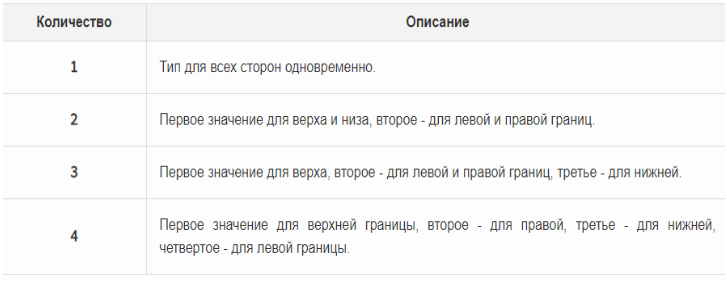 Количество Описание
1 Тип для всех сторон одновременно.
2 Первое значение для верха и низа, второе - для левой и правой границ.
3 Первое значение для верха, второе - для левой и правой границ, третье - для нижней.
4 Первое значение для верхней границы, второе - для правой, третье - для нижней,
четвертое - для левой границы.